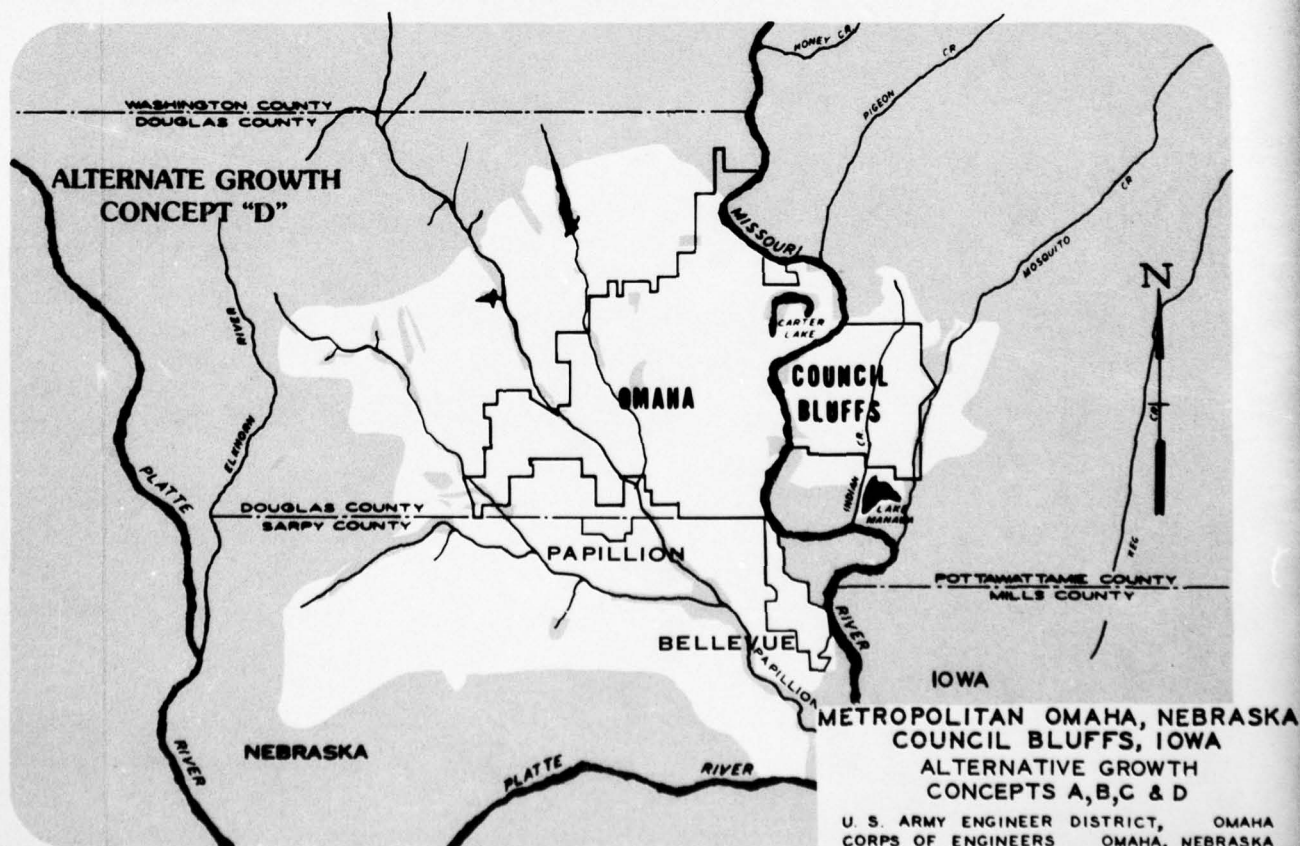 HONEY CR.
PIGEON CR.
WASHINGTON COUNTY
DOUGLAS COUNTY
ALTERNATE GROWTH
CONCEPT "D"
MISSOURI
MOSQUITO CR
N
CARTER
LAKE
COUNCIL
BLUFFS
OMAHA
ELKHORN RIVER
PLATTE
INDIAN CR.
LAKE
MANAWA
KEG CR
DOUGLAS COUNTY
SARPY COUNTY
PAPILLION
POTTAWATTAMIE COUNTY
MILLS COUNTY
RIVER
BELLEVUE
PAPILLION
IOWA
NEBRASKA
RIVER
PLATTE RIVER
METROPOLITAN OMAHA, NEBRASKA
COUNCIL BLUFFS, IOWA
ALTERNATIVE GROWTH
CONCEPTS A,B,C & D
U. S. ARMY ENGINEER DISTRICT, OMAHA
CORPS OF ENGINEERS OMAHA, NEBRASKA